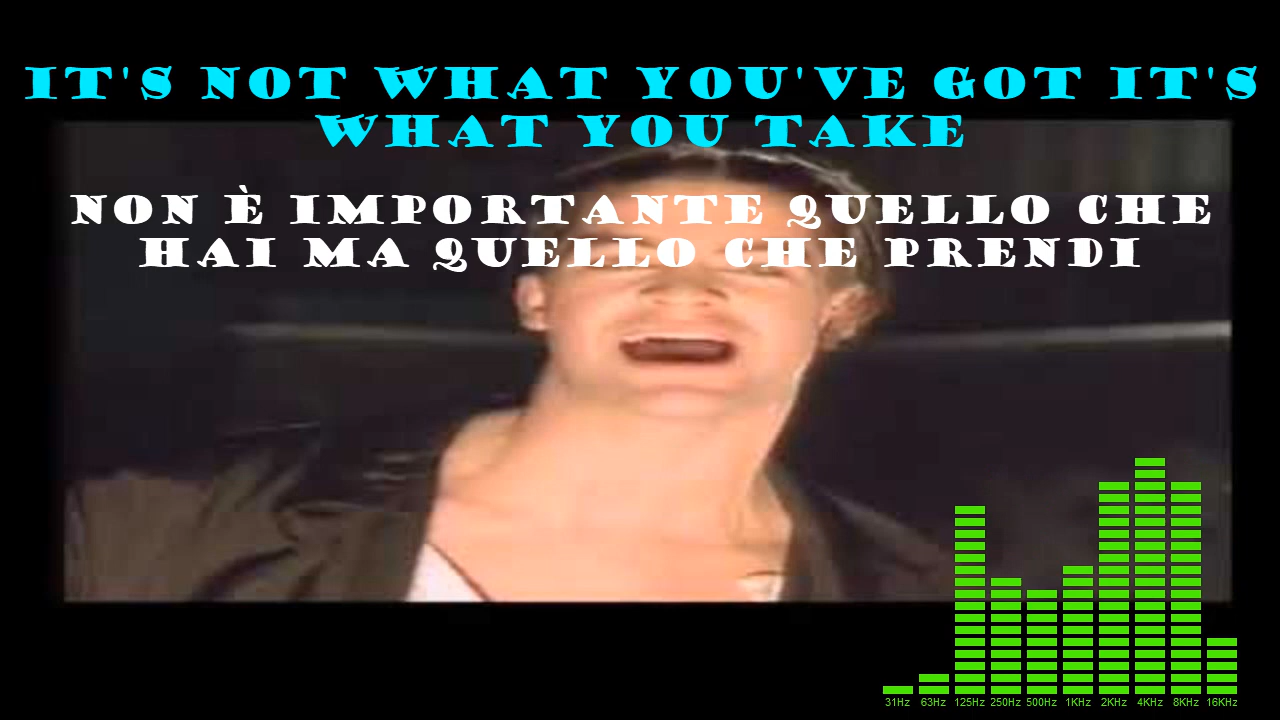 IT'S NOT WHAT YOU'VE GOT IT'S
WHAT YOU TAKE
NON È IMPORTANTE QUELLO CHE
HAI MA QUELLO CHE PRENDI
31Hz 63Hz 125Hz 250Hz 500Hz 1KHz 2KHz 4KHz 8KHz 16KHz